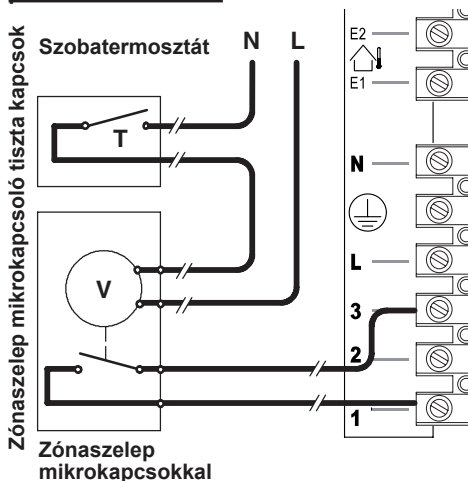 Zónaszelep mikrokapcsoló tiszta kapcsok
Szobatermosztát
N
L
T
V
Zónaszelep
mikrokapcsokkal
E2
E1
N
L
3
2
1